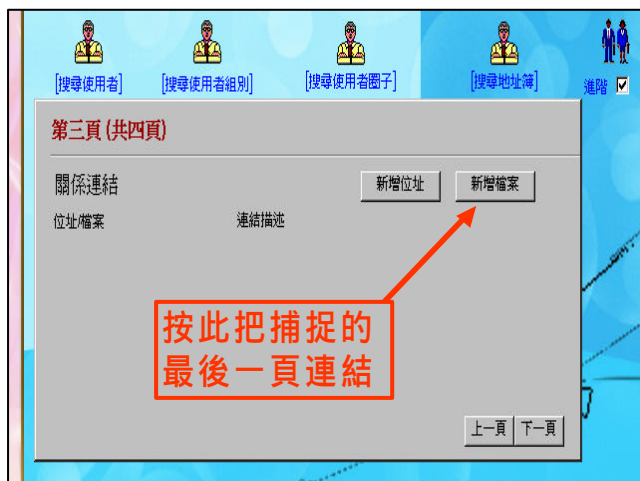 [搜尋使用者] [搜尋使用者組別] [搜尋使用者圈子] [搜尋地址簿] 進階
第三頁 (共四頁)
關係連結 新增位址 新增檔案
位址/檔案 連結描述
按此把捕捉的
最後一頁連結
上一頁 下一頁